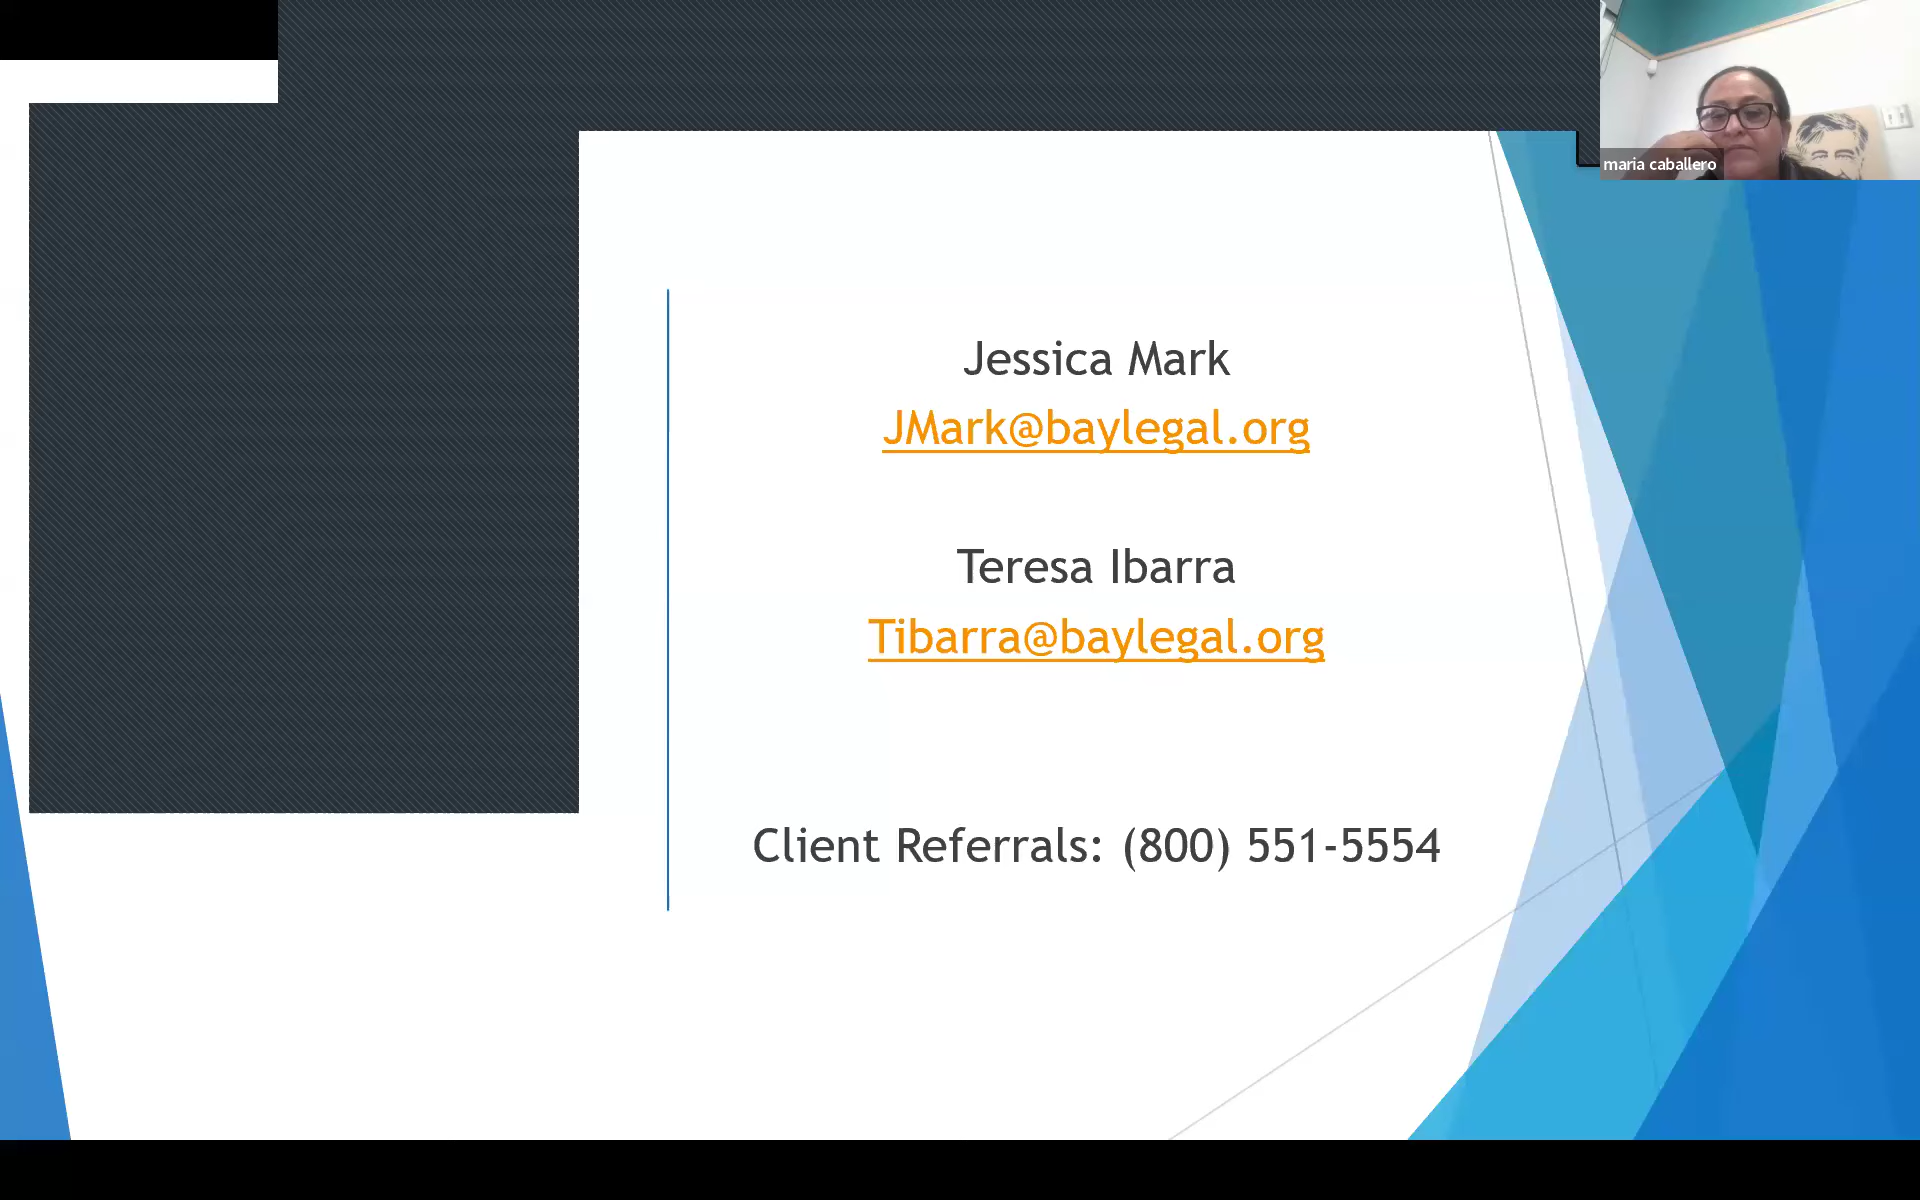 maria caballero
Jessica Mark
JMark@baylegal.org
Teresa Ibarra
Tibarra@baylegal.org
Client Referrals: (800) 551-5554